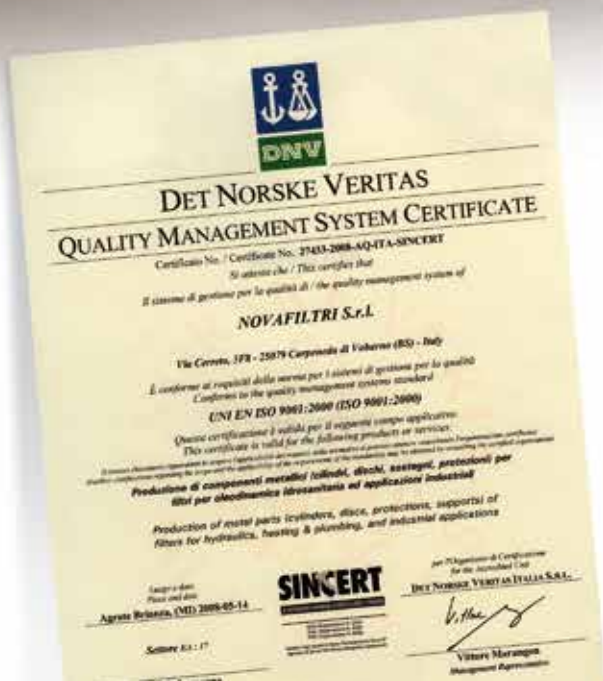 DNV
DET NORSKE VERITAS
QUALITY MANAGEMENT SYSTEM CERTIFICATE
Certificato No. / Certificate No. 27433-2008-AQ-ITA-SINCERT
Si attesta che / This certifies that
Il sistema di gestione per la qualità di / the quality management system of
NOVAFILTRI S.r.l.
Via Cerreto, 3FB - 25079 Carpeneda di Vobarno (BS) - Italy
È conforme ai requisiti della norma per i sistemi di gestione per la qualità
Conforms to the quality management systems standard
UNI EN ISO 9001:2000 (ISO 9001:2000)
Questa certificazione è valida per il seguente campo applicativo:
This certificate is valid for the following products or services:
Produzione di componenti metallici (cilindri, dischi, sostegni, protezioni) per
filtri per oleodinamica idrosanitaria ed applicazioni industriali
Production of metal parts (cylinders, discs, protections, supports) of
filters for hydraulics, heating & plumbing, and industrial applications
Luogo e data
Place and date
Agrate Brianza, (MI) 2008-05-14
Settore EA: 17
SINCERT
per l'Organismo di Certificazione
for the Accredited Unit
DET NORSKE VERITAS ITALIA S.R.L.
Vittore Marangon
Management Representative